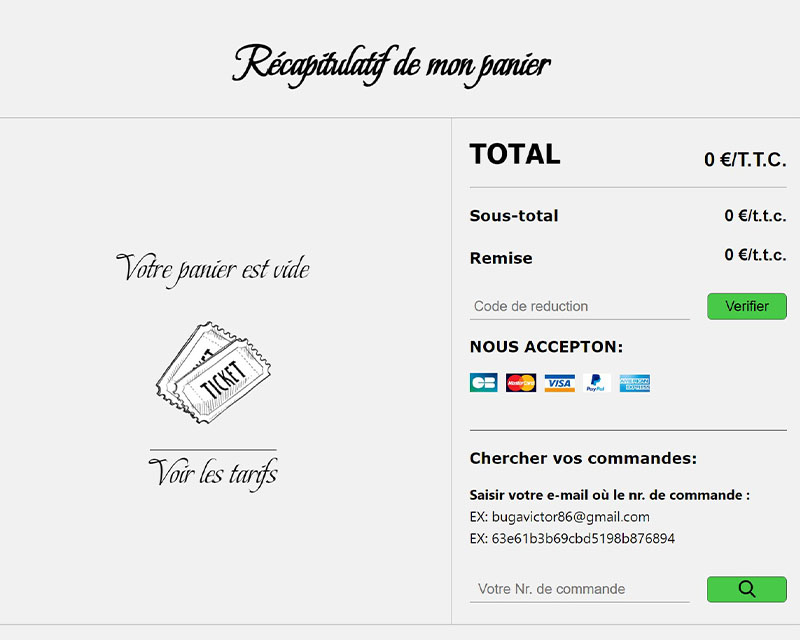 Récapitulatif de mon panier
Votre panier est vide
TICKET
Voir les tarifs
TOTAL 0 €/T.T.C.
Sous-total 0 €/t.t.c.
Remise 0 €/t.t.c.
Code de reduction Verifier
NOUS ACCEPTON:
CB MasterCard VISA PayPal AMERICAN EXPRESS
Chercher vos commandes:
Saisir votre e-mail où le nr. de commande :
EX: bugavictor86@gmail.com
EX: 63e61b3b69cbd5198b876894
Votre Nr. de commande